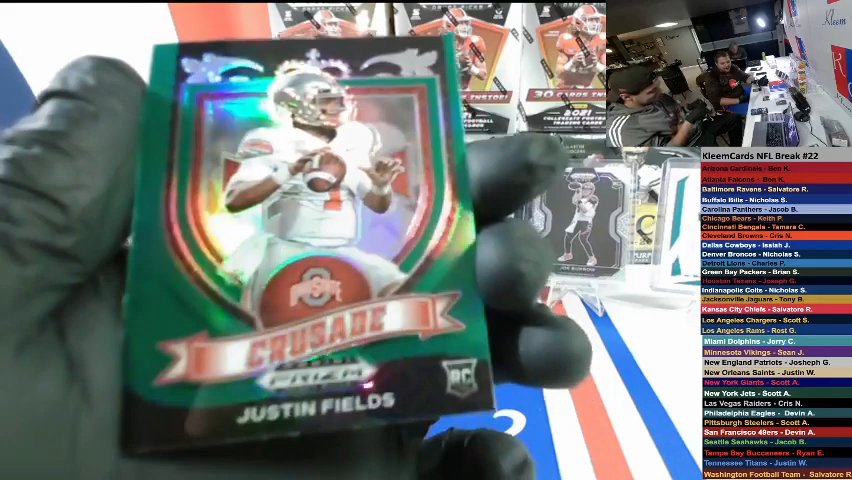 OHIO STATE
CRUSADE
PANINI
PRIZM
RC
JUSTIN FIELDS
30 CARDS INSIDE!
2021
JOE BURROW
Kleem
KleemCards NFL Break #22
Arizona Cardinals - Ben K.
Atlanta Falcons - Ben K.
Baltimore Ravens - Salvatore R.
Buffalo Bills - Nicholas S.
Carolina Panthers - Jacob B.
Chicago Bears - Keith P.
Cincinnati Bengals - Tamara C.
Cleveland Browns - Cris N.
Dallas Cowboys - Isaiah J.
Denver Broncos - Nicholas S.
Detroit Lions - Charles P.
Green Bay Packers - Brian S.
Houston Texans - Joseph G.
Indianapolis Colts - Nicholas S.
Jacksonville Jaguars - Tony B.
Kansas City Chiefs - Salvatore R.
Los Angeles Chargers - Scott S.
Los Angeles Rams - Rost G.
Miami Dolphins - Jerry C.
Minnesota Vikings - Sean J.
New England Patriots - Josheph G.
New Orleans Saints - Justin W.
New York Giants - Scott A.
New York Jets - Scott A.
Las Vegas Raiders - Cris N.
Philadelphia Eagles - Devin A.
Pittsburgh Steelers - Scott A.
San Francisco 49ers - Devin A.
Seattle Seahawks - Jacob B.
Tampa Bay Buccaneers - Ryan E.
Tennessee Titans - Justin W.
Washington Football Team - Salvatore R